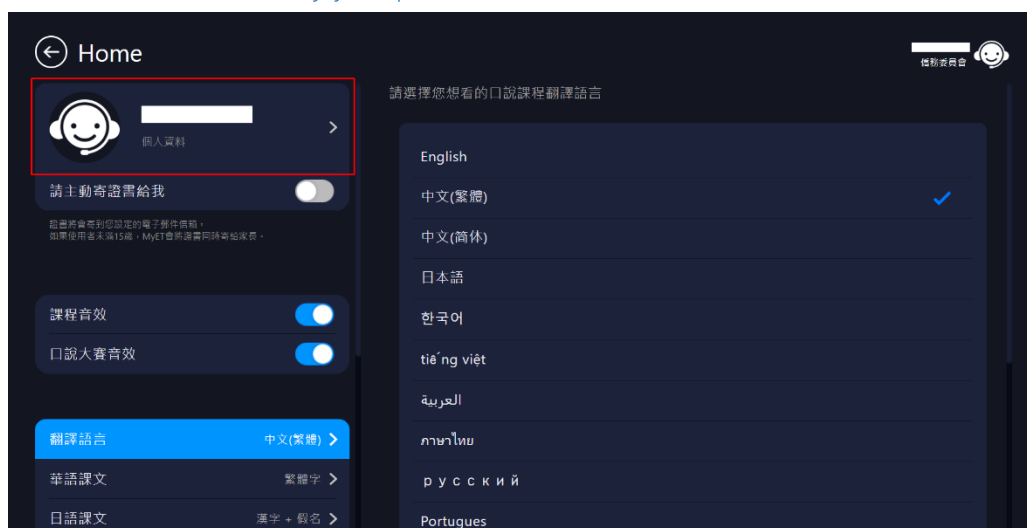 Home
僑務委員會
個人資料
請主動寄證書給我
證書將會寄到您設定的電子郵件信箱，
如果使用者未滿15歲，MyET會將證書同時寄給家長。
課程音效
口說大賽音效
翻譯語言 中文(繁體)
華語課文 繁體字
日語課文 漢字 + 假名
請選擇您想看的口說課程翻譯語言
English
中文(繁體)
中文(简体)
日本語
한국어
tiếng việt
العربية
ภาษาไทย
русский
Portugues